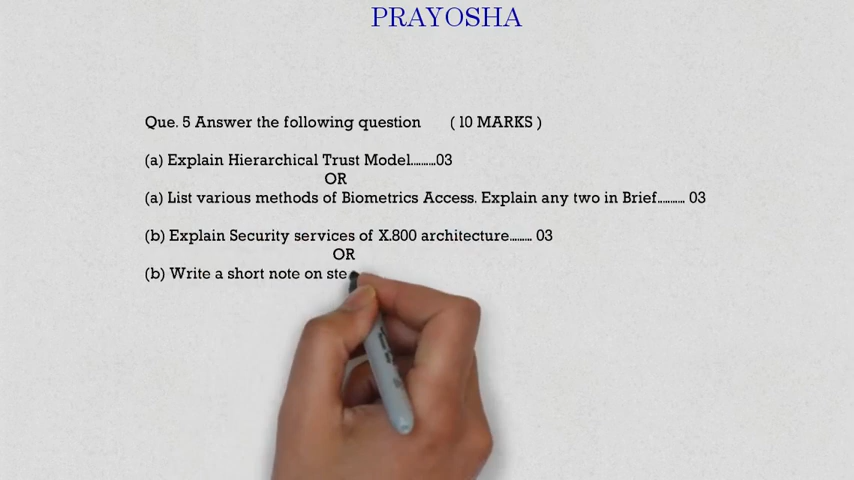 PRAYOSHA
Que. 5 Answer the following question ( 10 MARKS )
(a) Explain Hierarchical Trust Model.........03
OR
(a) List various methods of Biometrics Access. Explain any two in Brief........... 03
(b) Explain Security services of X.800 architecture........ 03
OR
(b) Write a short note on ste